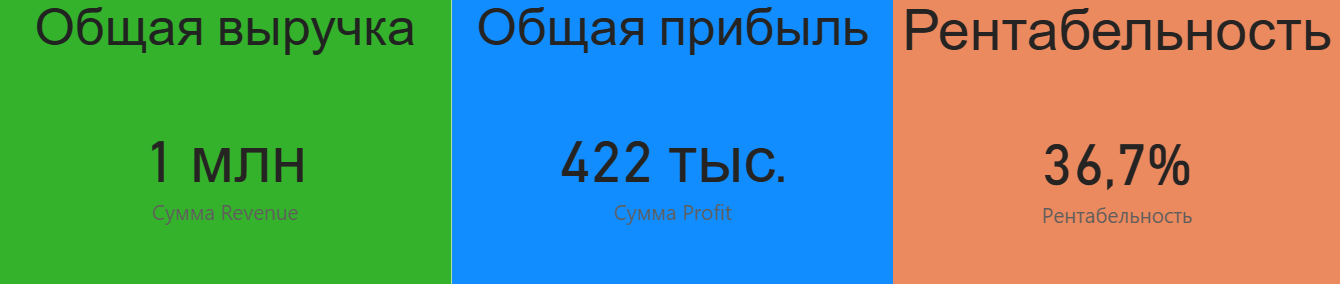 Общая выручка
1 млн
Сумма Revenue
Общая прибыль
422 тыс.
Сумма Profit
Рентабельность
36,7%
Рентабельность